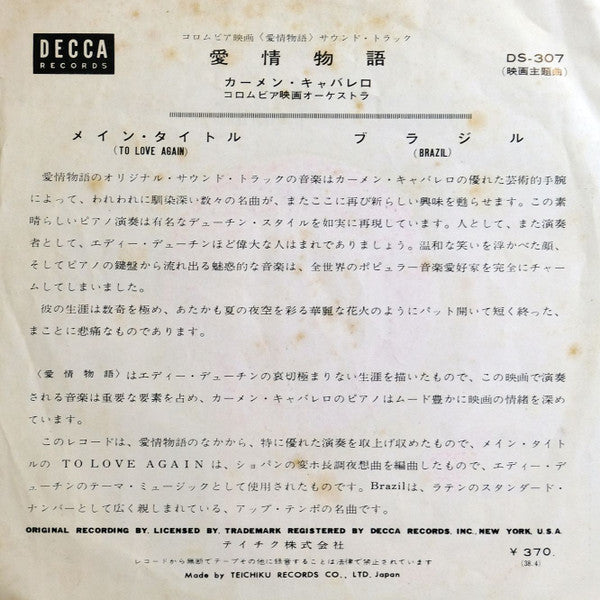 DECCA
RECORDS
コロムビア映画〈愛情物語〉サウンド・トラック
愛情物語
カーメン・キャバレロ
コロムビア映画オーケストラ
DS-307
(映画主題曲)
メイン・タイトル
(TO LOVE AGAIN)
ブラジル
(BRAZIL)
愛情物語のオリジナル・サウンド・トラックの音楽はカーメン・キャバレロの優れた芸術的手腕
によって、われわれに馴染深い数々の名曲が、またここに再び新らしい興味を甦らせます。この素
晴らしいピアノ演奏は有名なデューチン・スタイルを如実に再現しています。人として、また演奏
者として、エディー・デューチンほど偉大な人はまれでありましょう。温和な笑いを浮かべた顔、
そしてピアノの鍵盤から流れ出る魅惑的な音楽は、全世界のポピュラー音楽愛好家を完全にチャー
ムしてしまいました。
彼の生涯は数奇を極め、あたかも夏の夜空を彩る華麗な花火のようにパット開いて短く終った、
まことに悲痛なものであります。
〈愛情物語〉はエディー・デューチンの哀切極まりない生涯を描いたもので、この映画で演奏
される音楽は重要な要素を占め、カーメン・キャバレロのピアノはムード豊かに映画の情緒を深め
ています。
このレコードは、愛情物語のなかから、特に優れた演奏を取上げ収めたもので、メイン・タイト
ルの TO LOVE AGAIN は、ショパンの変ホ長調夜想曲を編曲したもので、エディー・デ
ューチンのテーマ・ミュージックとして使用されたものです。Brazilは、ラテンのスタンダード・
ナンバーとして広く親しまれている、アップ・テンポの名曲です。
ORIGINAL RECORDING BY, LICENSED BY, TRADEMARK REGISTERED BY DECCA RECORDS, INC., NEW YORK, U.S.A.
テイチク株式会社
レコードから無断でテープその他に録音することは法律で禁止されています
Made by TEICHIKU RECORDS CO., LTD, Japan
¥370.
(38.4)